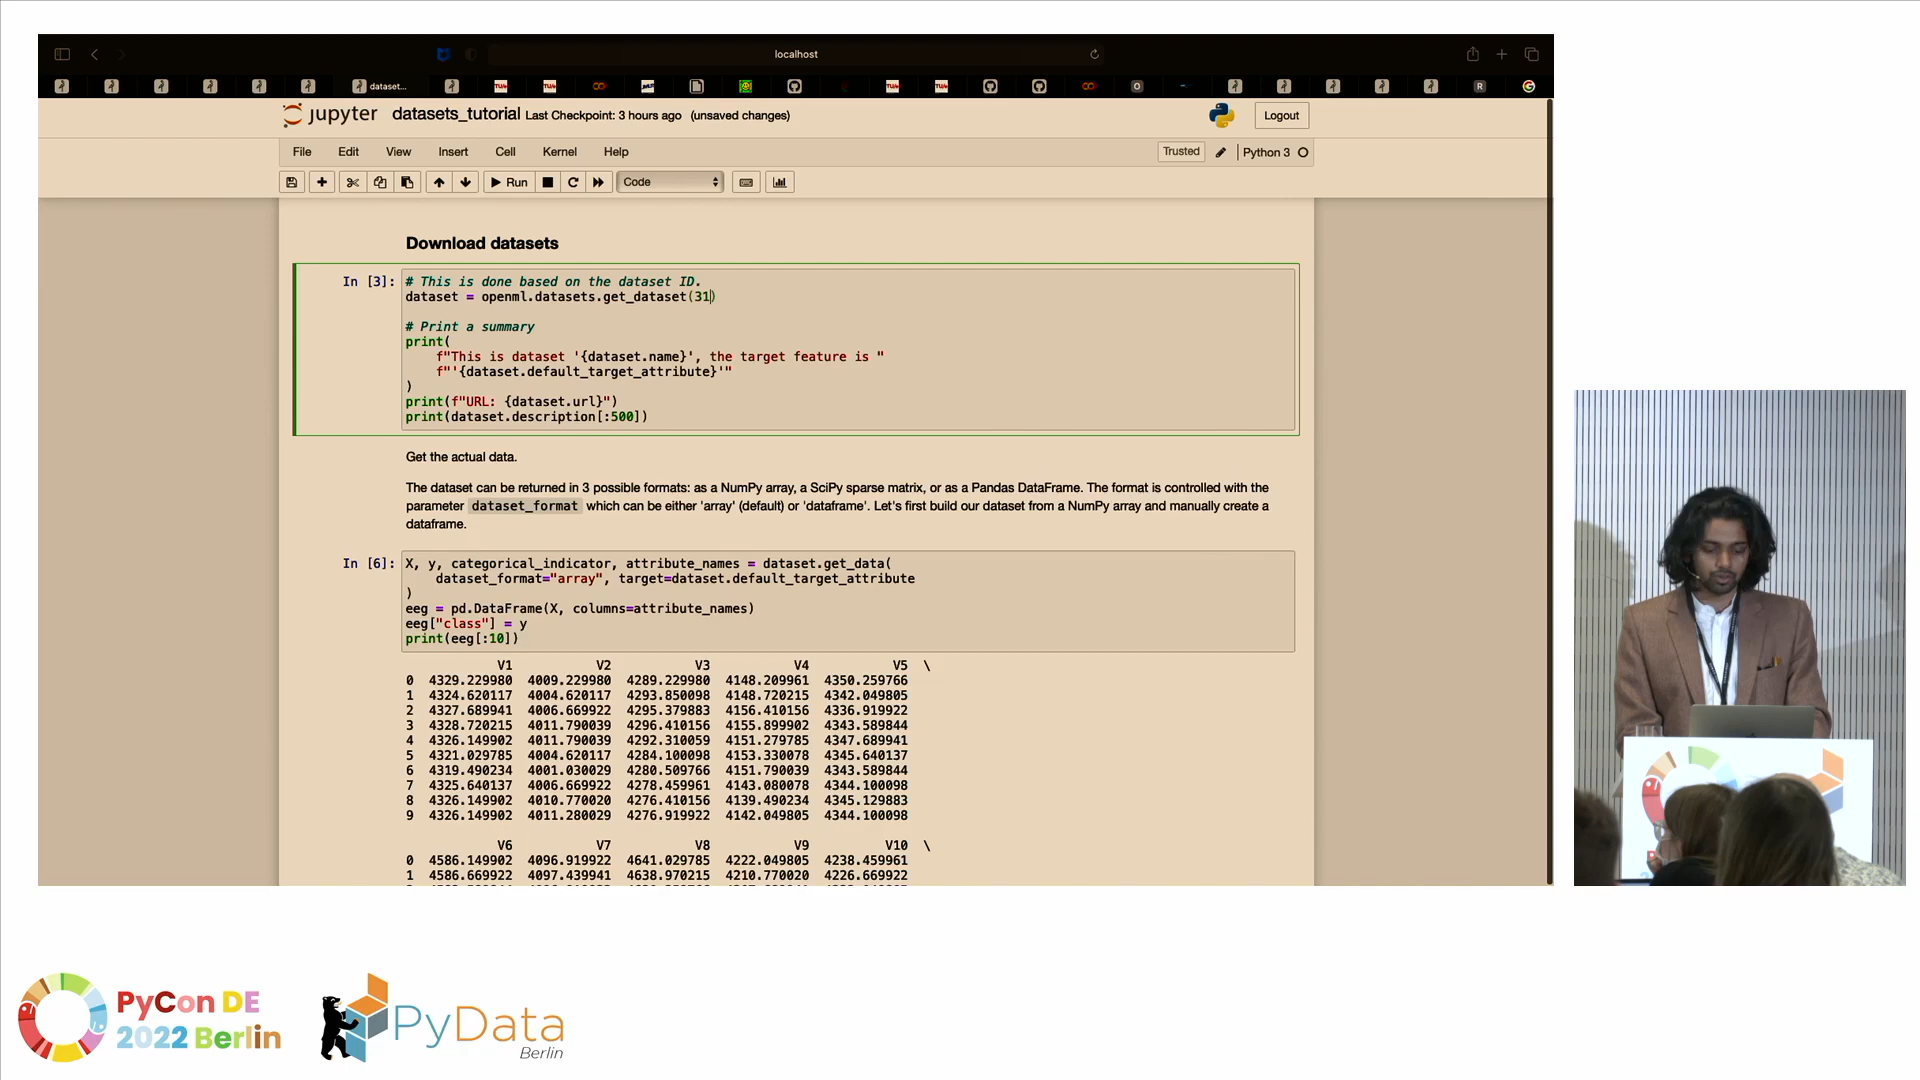 localhost
dataset...
jupyter datasets_tutorial Last Checkpoint: 3 hours ago (unsaved changes)
Logout
File Edit View Insert Cell Kernel Help
Trusted
Python 3
Run
Code
Download datasets
In [3]:
# This is done based on the dataset ID.
dataset = openml.datasets.get_dataset(31)
# Print a summary
print(
f"This is dataset '{dataset.name}', the target feature is "
f"'{dataset.default_target_attribute}'"
)
print(f"URL: {dataset.url}")
print(dataset.description[:500])
Get the actual data.
The dataset can be returned in 3 possible formats: as a NumPy array, a SciPy sparse matrix, or as a Pandas DataFrame. The format is controlled with the
parameter dataset_format which can be either 'array' (default) or 'dataframe'. Let's first build our dataset from a NumPy array and manually create a
dataframe.
In [6]:
X, y, categorical_indicator, attribute_names = dataset.get_data(
dataset_format="array", target=dataset.default_target_attribute
)
eeg = pd.DataFrame(X, columns=attribute_names)
eeg["class"] = y
print(eeg[:10])
V1 V2 V3 V4 V5 \
0 4329.229980 4009.229980 4289.229980 4148.209961 4350.259766
1 4324.620117 4004.620117 4293.850098 4148.720215 4342.049805
2 4327.689941 4006.669922 4295.379883 4156.410156 4336.919922
3 4328.720215 4011.790039 4296.410156 4155.899902 4343.589844
4 4326.149902 4011.790039 4292.310059 4151.279785 4347.689941
5 4321.029785 4004.620117 4284.100098 4153.330078 4345.640137
6 4319.490234 4001.030029 4280.509766 4151.790039 4343.589844
7 4325.640137 4006.669922 4278.459961 4143.080078 4344.100098
8 4326.149902 4010.770020 4276.410156 4139.490234 4345.129883
9 4326.149902 4011.280029 4276.919922 4142.049805 4344.100098
V6 V7 V8 V9 V10 \
0 4586.149902 4096.919922 4641.029785 4222.049805 4238.459961
1 4586.669922 4097.439941 4638.970215 4210.770020 4226.669922
PyCon DE
2022 Berlin
PyData
Berlin